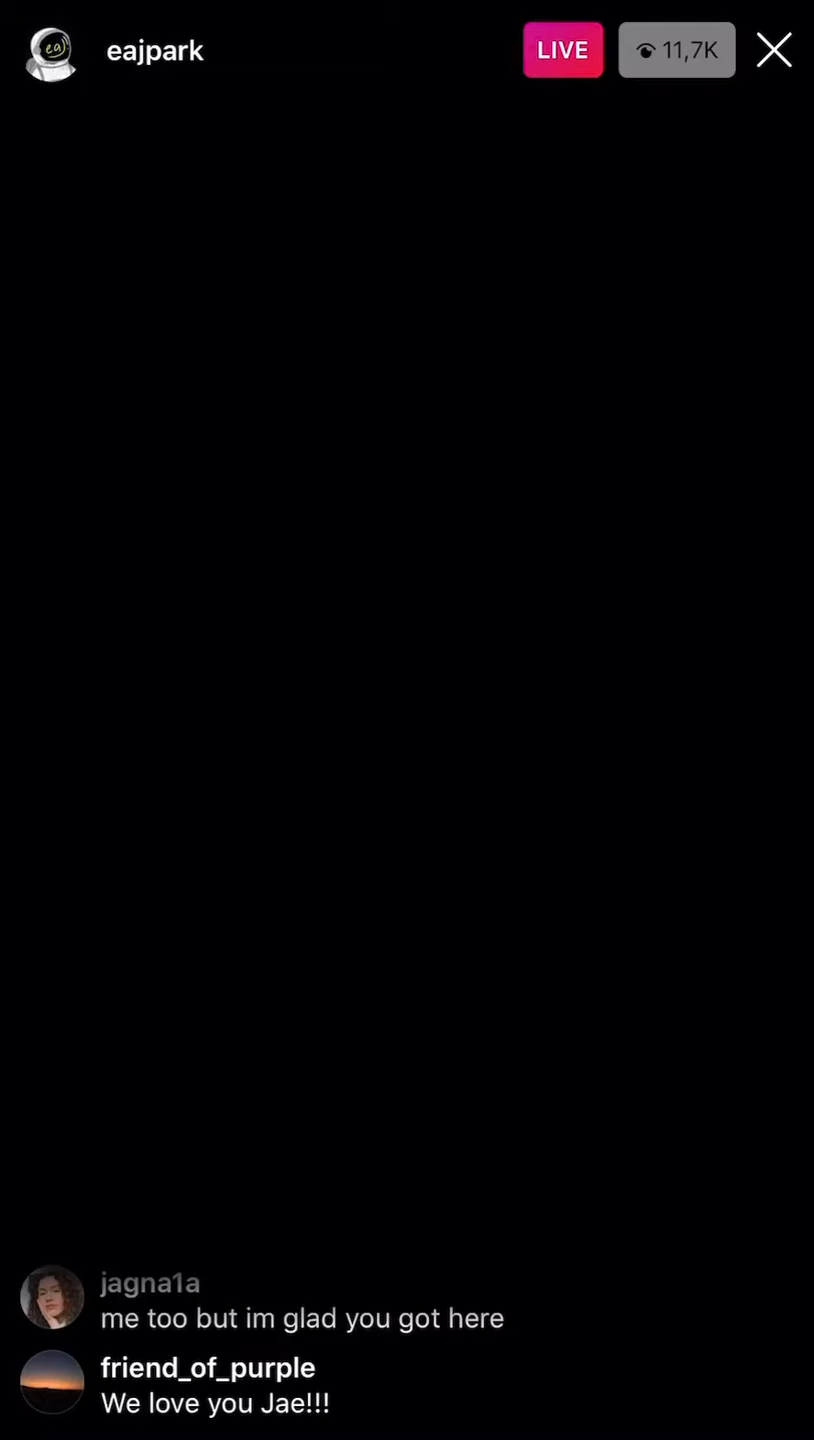 eajpark
LIVE
11,7K
jagna1a
me too but im glad you got here
friend_of_purple
We love you Jae!!!